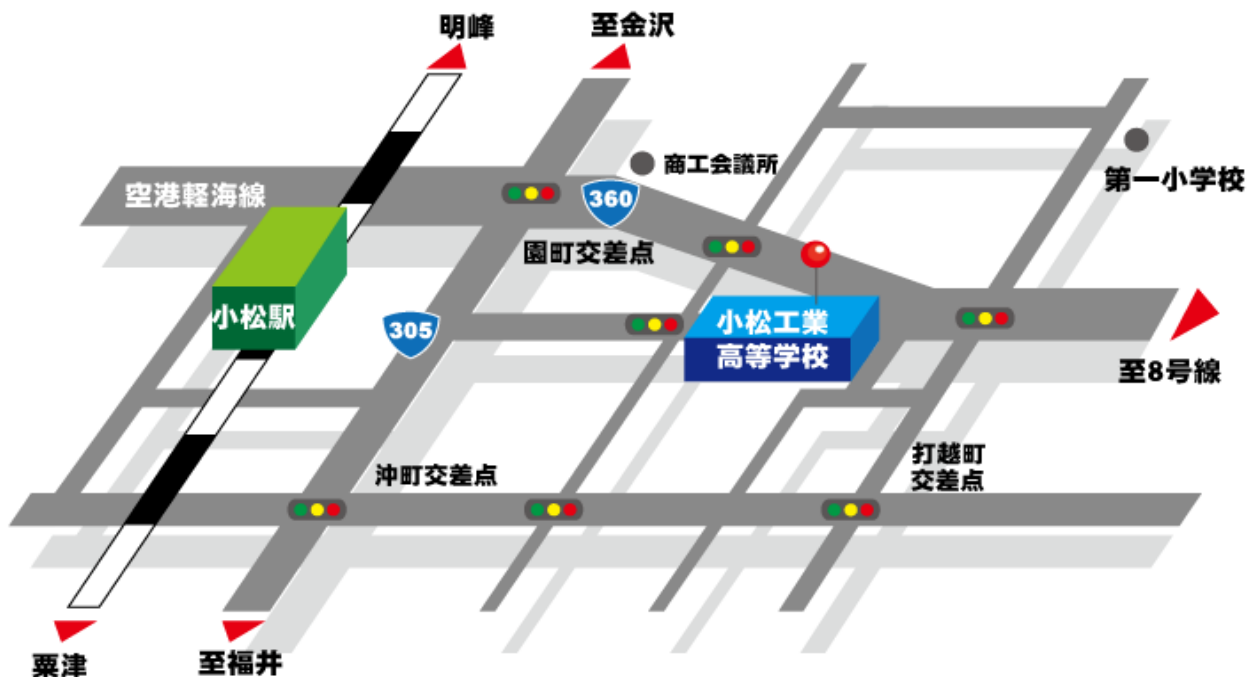 明峰
至金沢
商工会議所
第一小学校
空港軽海線
360
園町交差点
小松駅
305
小松工業
高等学校
至8号線
沖町交差点
打越町
交差点
粟津
至福井